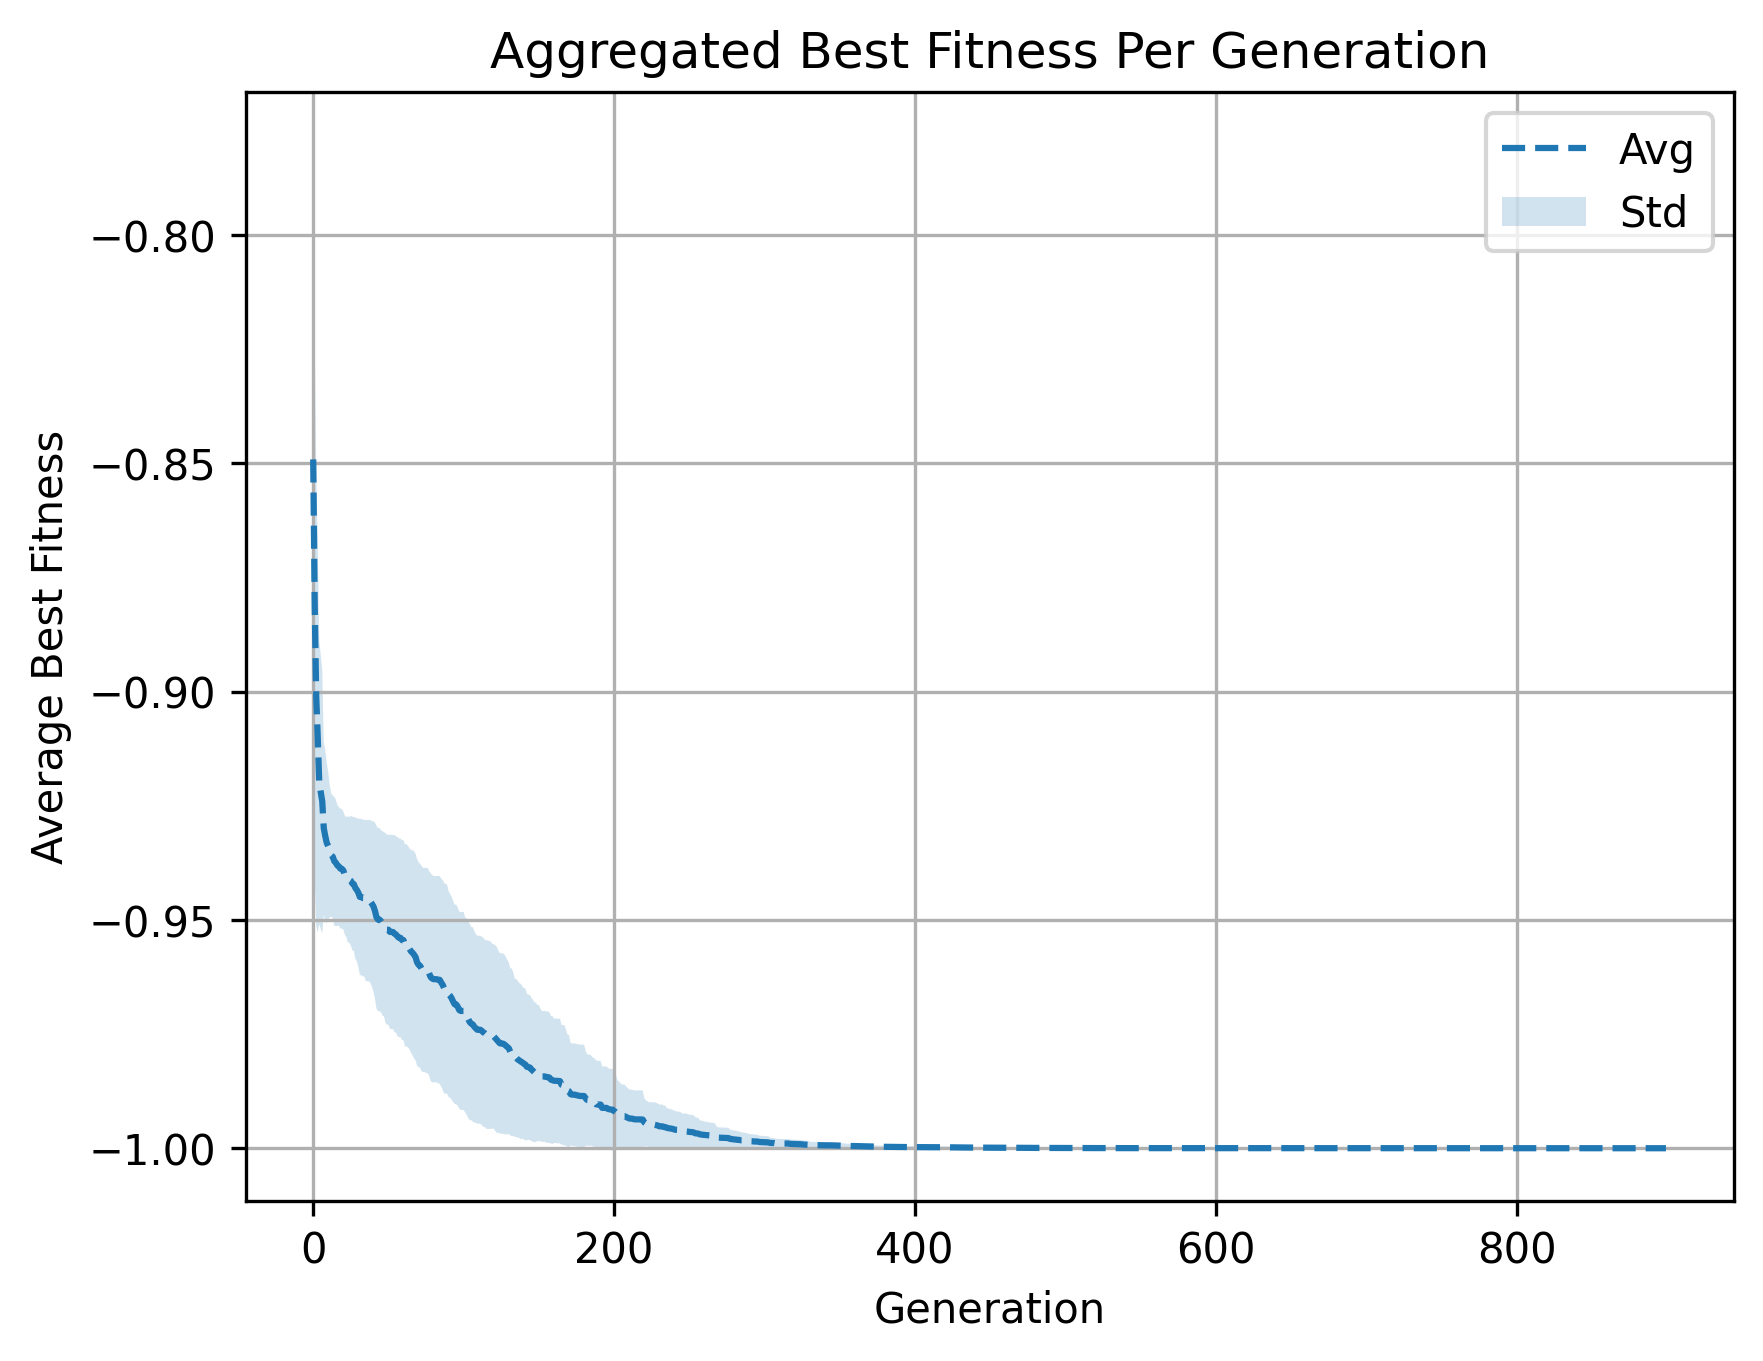 Aggregated Best Fitness Per Generation
Avg
Std
−0.80
−0.85
−0.90
−0.95
−1.00
Average Best Fitness
0 200 400 600 800
Generation